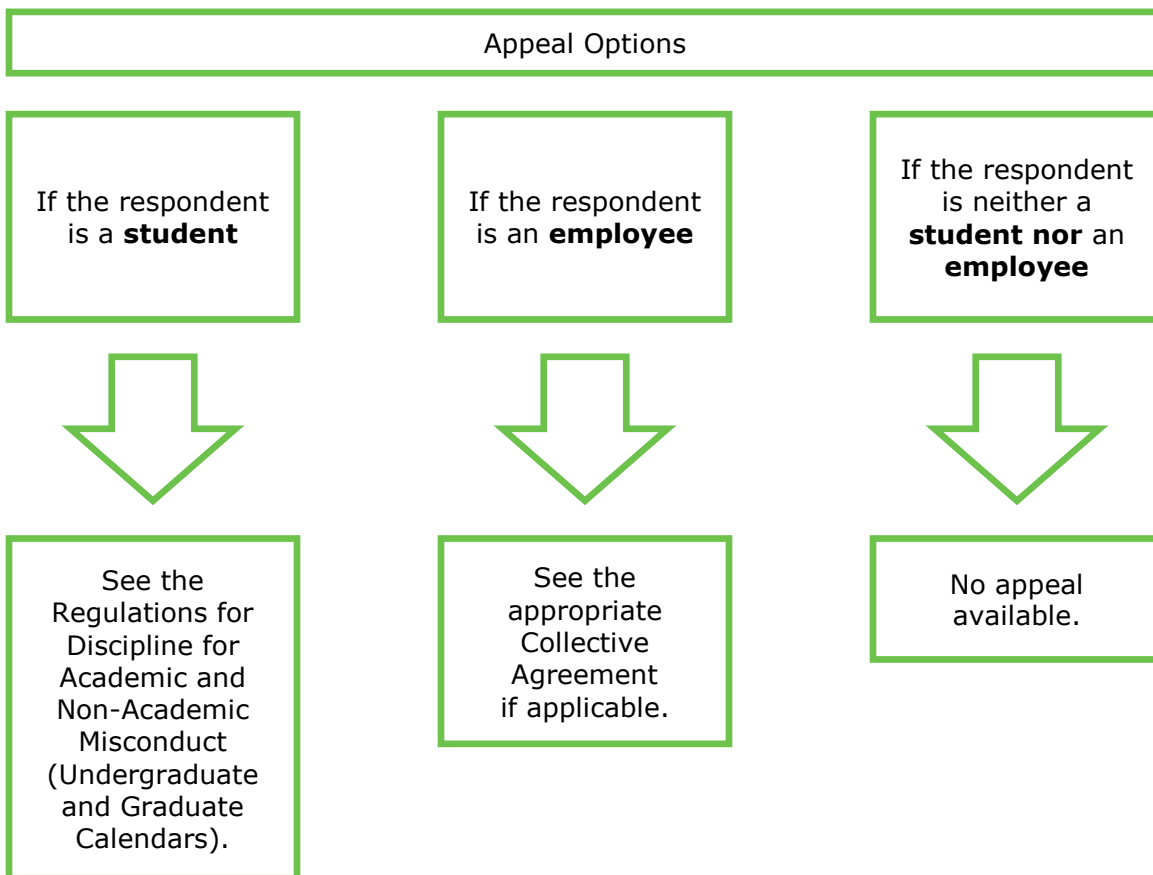 Appeal Options
If the respondent
is a student
If the respondent
is an employee
If the respondent
is neither a
student nor an
employee
See the
Regulations for
Discipline for
Academic and
Non-Academic
Misconduct
(Undergraduate
and Graduate
Calendars).
See the
appropriate
Collective
Agreement
if applicable.
No appeal
available.